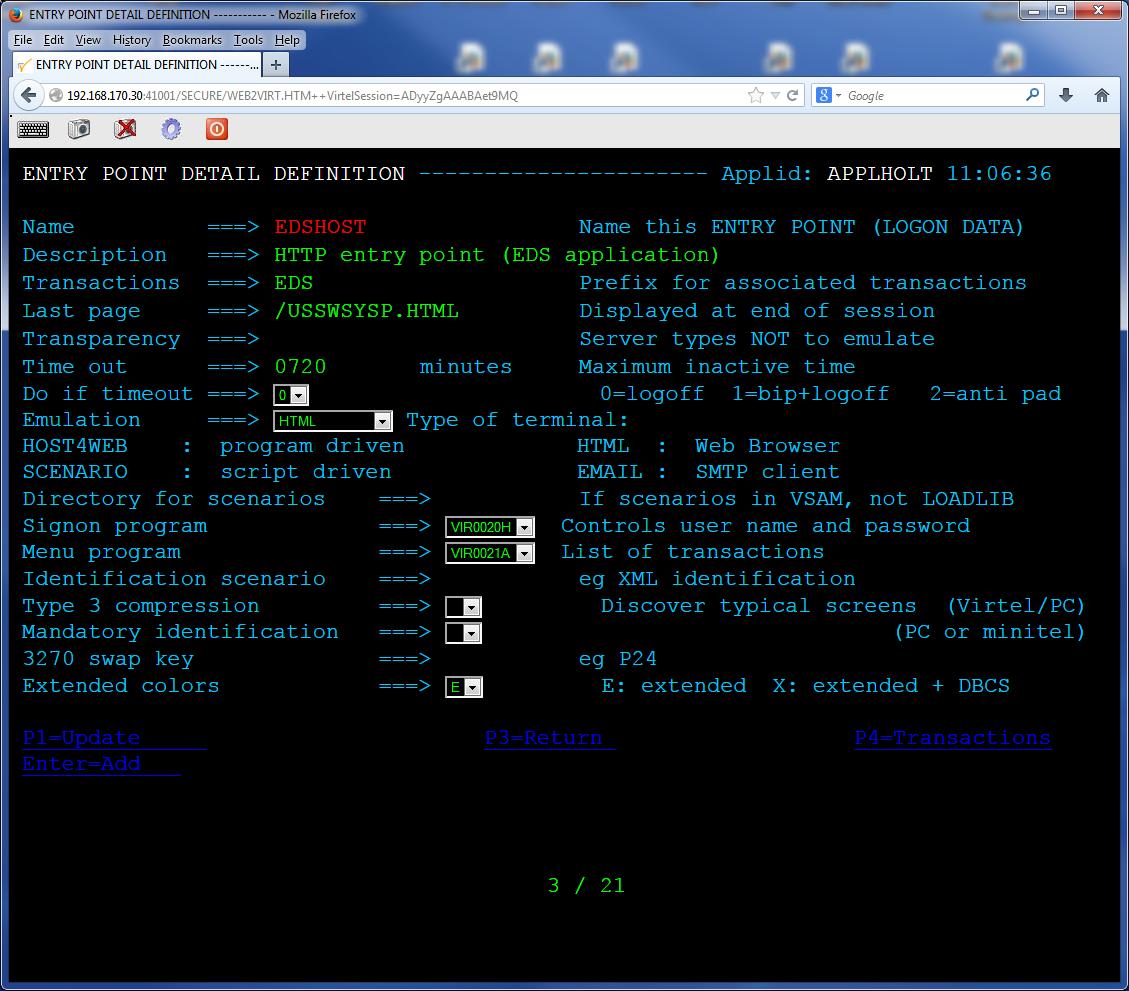 ENTRY POINT DETAIL DEFINITION ----------- - Mozilla Firefox
File Edit View History Bookmarks Tools Help
ENTRY POINT DETAIL DEFINITION ------... +
192.168.170.30:41001/SECURE/WEB2VIRT.HTM++VirtelSession=ADyyZgAAABAet9MQ 8 Google
ENTRY POINT DETAIL DEFINITION ---------------------- Applid: APPLHOLT 11:06:36
Name ===> EDSHOST Name this ENTRY POINT (LOGON DATA)
Description ===> HTTP entry point (EDS application)
Transactions ===> EDS Prefix for associated transactions
Last page ===> /USSWSYSP.HTML Displayed at end of session
Transparency ===> Server types NOT to emulate
Time out ===> 0720 minutes Maximum inactive time
Do if timeout ===> 0 0=logoff 1=bip+logoff 2=anti pad
Emulation ===> HTML Type of terminal:
HOST4WEB : program driven HTML : Web Browser
SCENARIO : script driven EMAIL : SMTP client
Directory for scenarios ===> If scenarios in VSAM, not LOADLIB
Signon program ===> VIR0020H Controls user name and password
Menu program ===> VIR0021A List of transactions
Identification scenario ===> eg XML identification
Type 3 compression ===> Discover typical screens (Virtel/PC)
Mandatory identification ===> (PC or minitel)
3270 swap key ===> eg P24
Extended colors ===> E E: extended X: extended + DBCS
P1=Update P3=Return P4=Transactions
Enter=Add
3 / 21